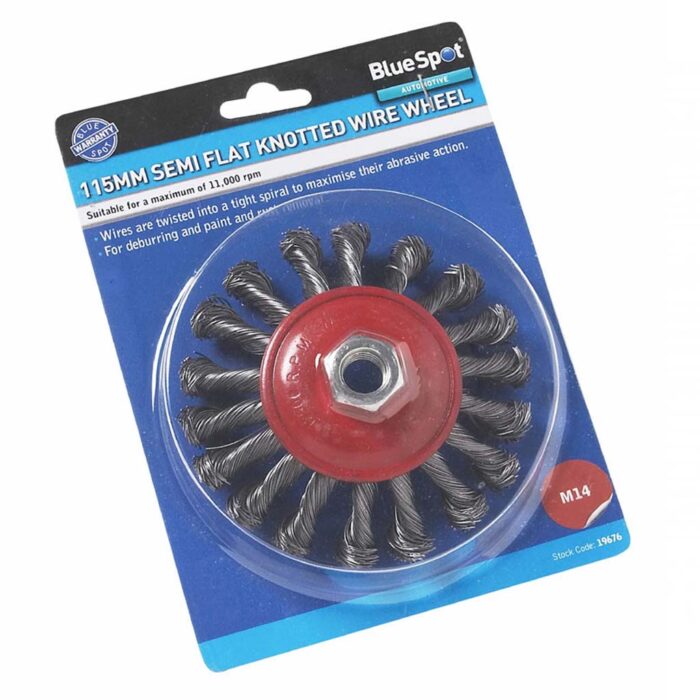 BlueSpot
AUTOMOTIVE
BLUE SPOT
WARRANTY
115MM SEMI FLAT KNOTTED WIRE WHEEL
Suitable for a maximum of 11,000 rpm
• Wires are twisted into a tight spiral to maximise their abrasive action.
• For deburring and paint and rust removal
RPM
M14
Stock Code: 19676